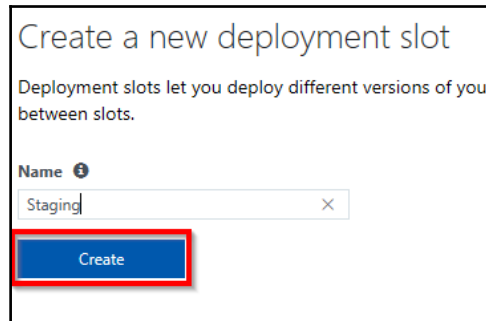 Create a new deployment slot
Deployment slots let you deploy different versions of you
between slots.
Name
Staging
Create